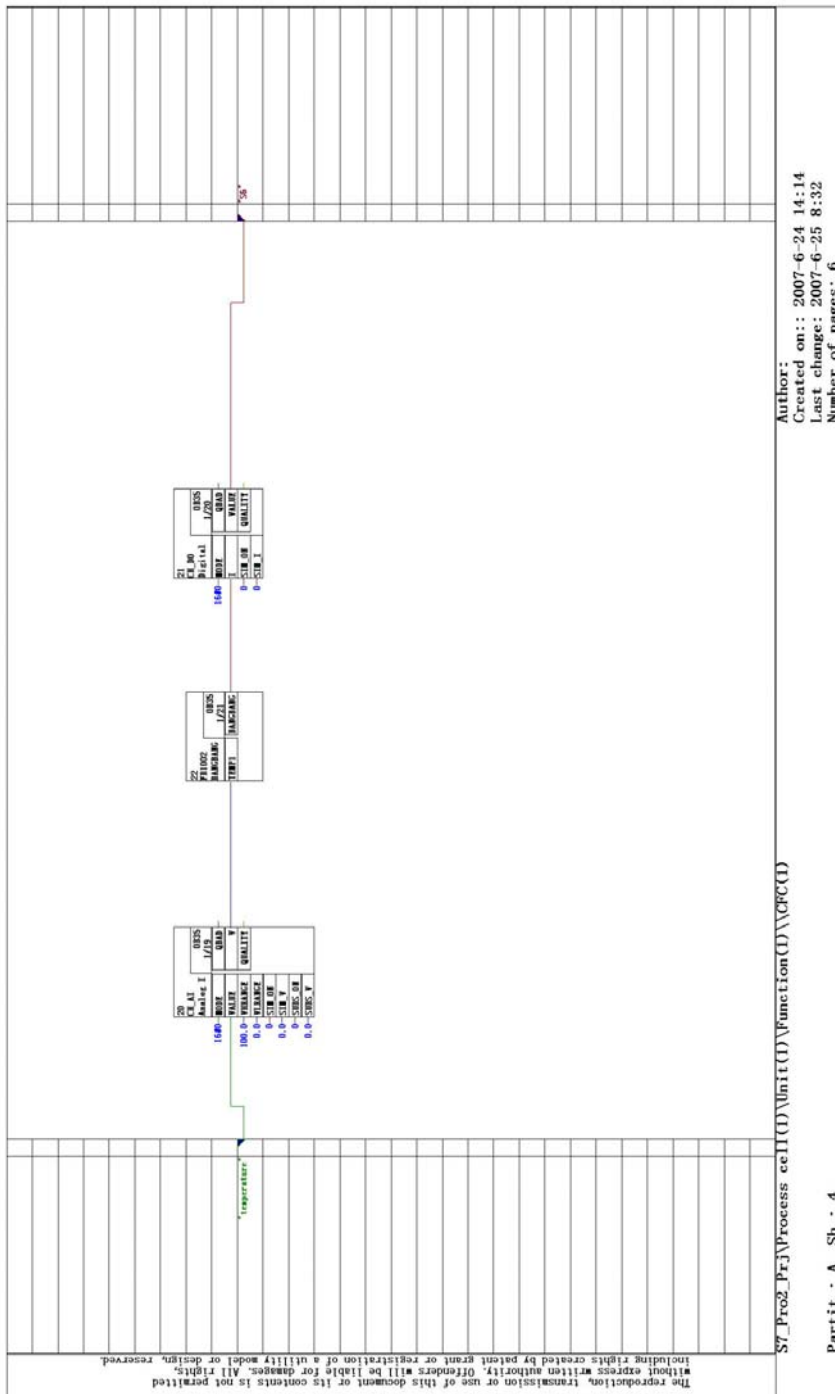 The reproduction, transmission or use of this document or its contents is not permitted
without express written authority. Offenders will be liable for damages. All rights,
including rights created by patent grant or registration of a utility model or design, reserved.
"temperature"
20
CH_AI
Analog I
OB35
1/19
16#0
MODE
QBAD
VALUE
V
100.0
VHRANGE
QUALITY
0.0
VLRANGE
0
SIM_ON
0.0
SIM_V
0
SUBS_ON
0.0
SUBS_V
22
FB1002
BANGBANG
OB35
1/21
TEMP1
BANGBANG
21
CH_DO
Digital
OB35
1/20
16#0
MODE
QBAD
I
VALUE
0
SIM_ON
QUALITY
0
SIM_I
"S6"
S7_Pro2_Prj\Process cell(1)\Unit(1)\Function(1)\\CFC(1)
Author:
Created on:: 2007-6-24 14:14
Last change: 2007-6-25 8:32
Number of pages: 6
Partit.: A Sh.: 4